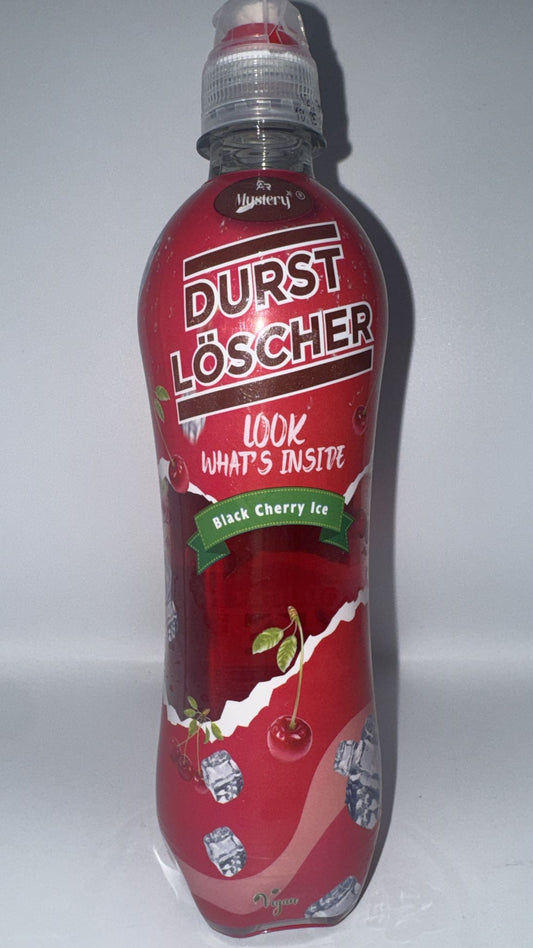 Mystery ®
DURST
LÖSCHER
LOOK
WHAT'S INSIDE
Black Cherry Ice
Vegan